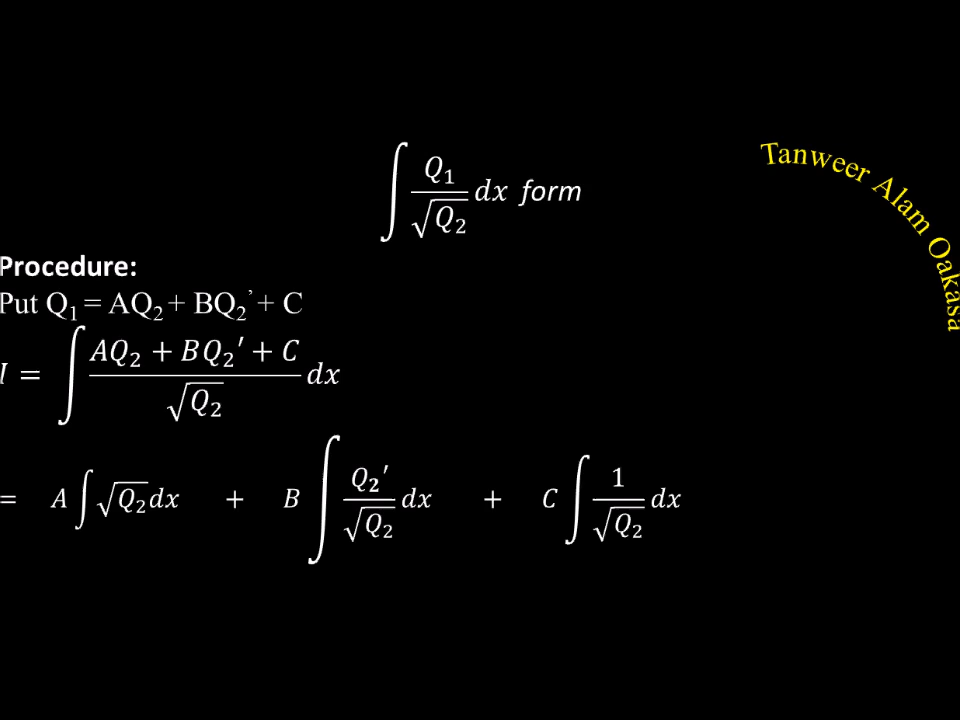 ∫ Q₁/√Q₂ dx form
Tanweer Alam Oakasa
Procedure:
Put Q₁ = AQ₂ + BQ₂’ + C
I = ∫ (AQ₂ + BQ₂′ + C)/√Q₂ dx
= A ∫ √Q₂ dx + B ∫ Q₂′/√Q₂ dx + C ∫ 1/√Q₂ dx